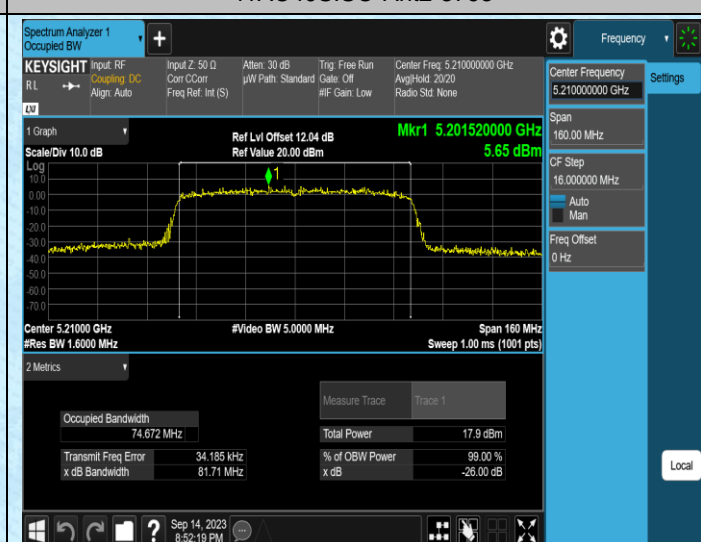 Spectrum Analyzer 1
Occupied BW
+
Frequency
KEYSIGHT Input: RF Input Z: 50 Ω Atten: 30 dB Trig: Free Run Center Freq: 5.210000000 GHz
RL Coupling: DC Corr CCorr µW Path: Standard Gate: Off Avg|Hold: 20/20
Align: Auto Freq Ref: Int (S) #IF Gain: Low Radio Std: None
Center Frequency
5.210000000 GHz
Settings
Span
160.00 MHz
CF Step
16.000000 MHz
Auto
Man
Freq Offset
0 Hz
1 Graph
Ref Lvl Offset 12.04 dB
Mkr1 5.201520000 GHz
Scale/Div 10.0 dB
Ref Value 20.00 dBm
5.65 dBm
Log
1
10.0
0.00
-10.0
-20.0
-30.0
-40.0
-50.0
-60.0
-70.0
Center 5.21000 GHz #Video BW 5.0000 MHz Span 160 MHz
#Res BW 1.6000 MHz Sweep 1.00 ms (1001 pts)
2 Metrics
Measure Trace Trace 1
Occupied Bandwidth
74.672 MHz
Total Power 17.9 dBm
Transmit Freq Error 34.185 kHz % of OBW Power 99.00 %
x dB Bandwidth 81.71 MHz x dB -26.00 dB
Local
? Sep 14, 2023
8:52:19 PM